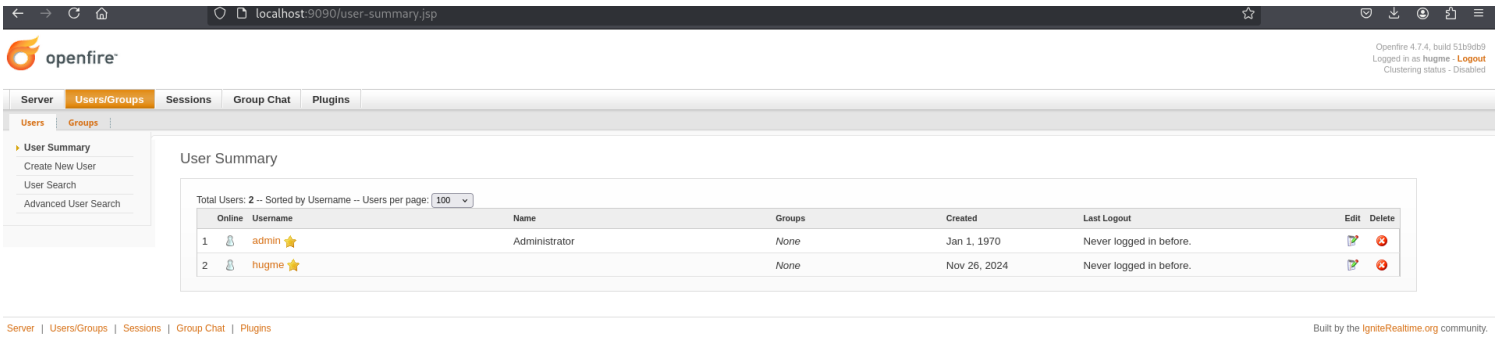 localhost:9090/user-summary.jsp
openfire™
Openfire 4.7.4, build 51b9db9
Logged in as hugme - Logout
Clustering status - Disabled
Server Users/Groups Sessions Group Chat Plugins
Users Groups
User Summary
Create New User
User Search
Advanced User Search
User Summary
Total Users: 2 -- Sorted by Username -- Users per page: 100
Online Username Name Groups Created Last Logout Edit Delete
1 admin Administrator None Jan 1, 1970 Never logged in before.
2 hugme None Nov 26, 2024 Never logged in before.
Server | Users/Groups | Sessions | Group Chat | Plugins
Built by the IgniteRealtime.org community.